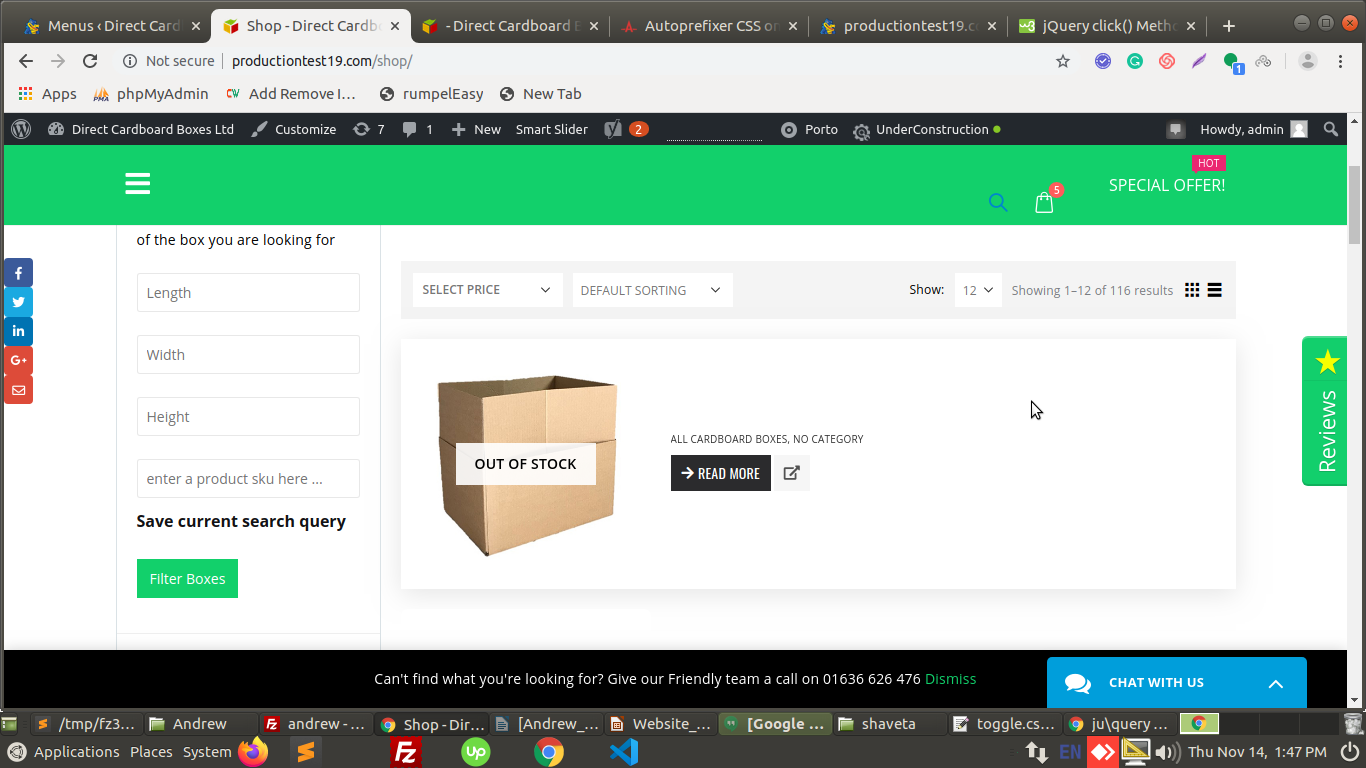 Menus ‹ Direct Card
Shop - Direct Cardb
- Direct Cardboard B
Autoprefixer CSS on
productiontest19.c
jQuery click() Meth
Not secure
productiontest19.com/shop/
1
Apps
phpMyAdmin
Add Remove I...
rumpelEasy
New Tab
Direct Cardboard Boxes Ltd
Customize
7
1
New
Smart Slider
2
Porto
UnderConstruction
Howdy, admin
HOT
SPECIAL OFFER!
5
of the box you are looking for
Length
Width
Height
enter a product sku here ...
Save current search query
Filter Boxes
SELECT PRICE
DEFAULT SORTING
Show:
12
Showing 1–12 of 116 results
OUT OF STOCK
ALL CARDBOARD BOXES, NO CATEGORY
READ MORE
Reviews
Can't find what you're looking for? Give our Friendly team a call on 01636 626 476 Dismiss
CHAT WITH US
/tmp/fz3...
Andrew
andrew - ...
Shop - Dir...
[Andrew_...
Website_...
[Google ...
shaveta
toggle.cs...
ju\query ...
Applications
Places
System
EN
Thu Nov 14, 1:47 PM